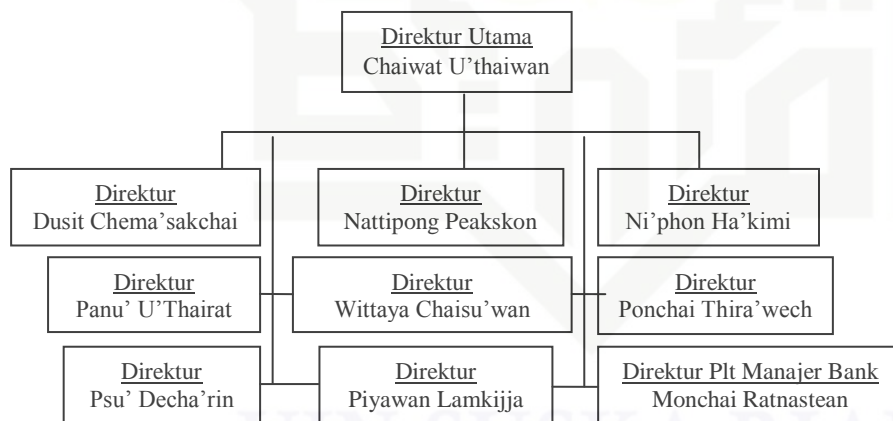 Direktur Utama
Chaiwat U’thaiwan
Direktur
Dusit Chema’sakchai
Direktur
Nattipong Peakskon
Direktur
Ni’phon Ha’kimi
Direktur
Panu’ U’Thairat
Direktur
Wittaya Chaisu’wan
Direktur
Ponchai Thira’wech
Direktur
Psu’ Decha’rin
Direktur
Piyawan Lamkijja
Direktur Plt Manajer Bank
Monchai Ratnastean